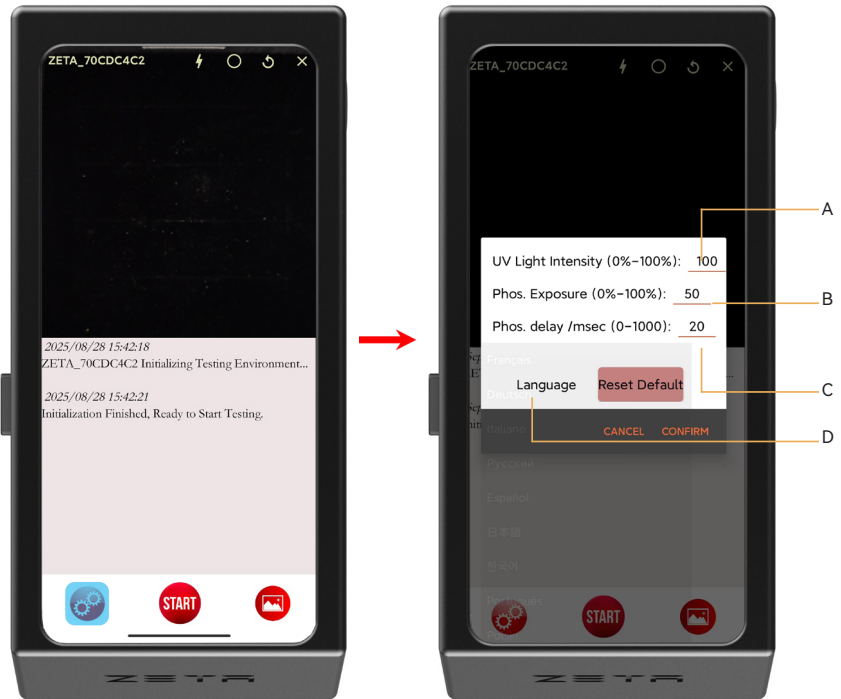 ZETA_70CDC4C2
2025/08/28 15:42:18
ZETA_70CDC4C2 Initializing Testing Environment...
2025/08/28 15:42:21
Initialization Finished, Ready to Start Testing.
START
ZETA
ZETA_70CDC4C2
UV Light Intensity (0%-100%): 100
Phos. Exposure (0%-100%): 50
Phos. delay /msec (0-1000): 20
Français
Language Reset Default
Deutsch
Italiano
CANCEL CONFIRM
Русский
Español
日本語
한국어
Portugues
START
ZETA
A
B
C
D